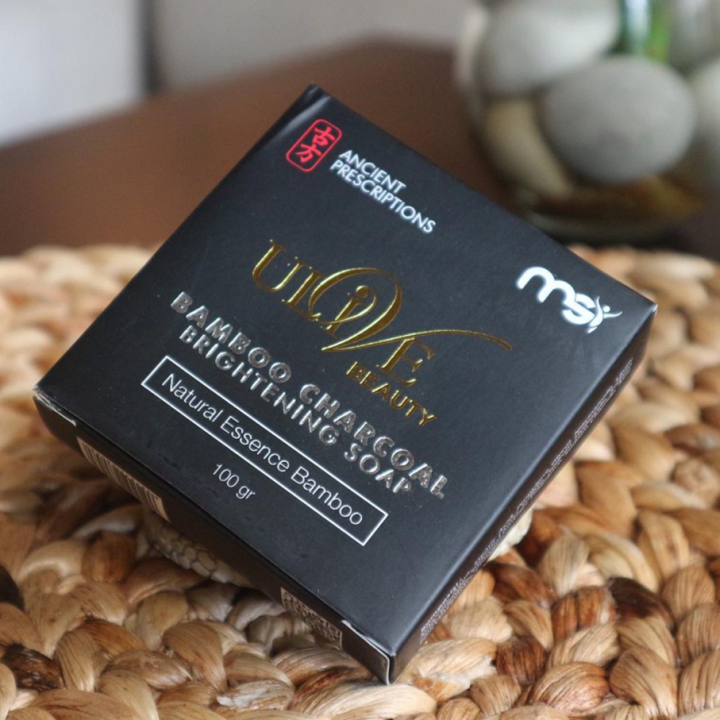 古方
ANCIENT
PRESCRIPTIONS
msi
ULIVE
BEAUTY
BAMBOO CHARCOAL
BRIGHTENING SOAP
Natural Essence Bamboo
100 gr